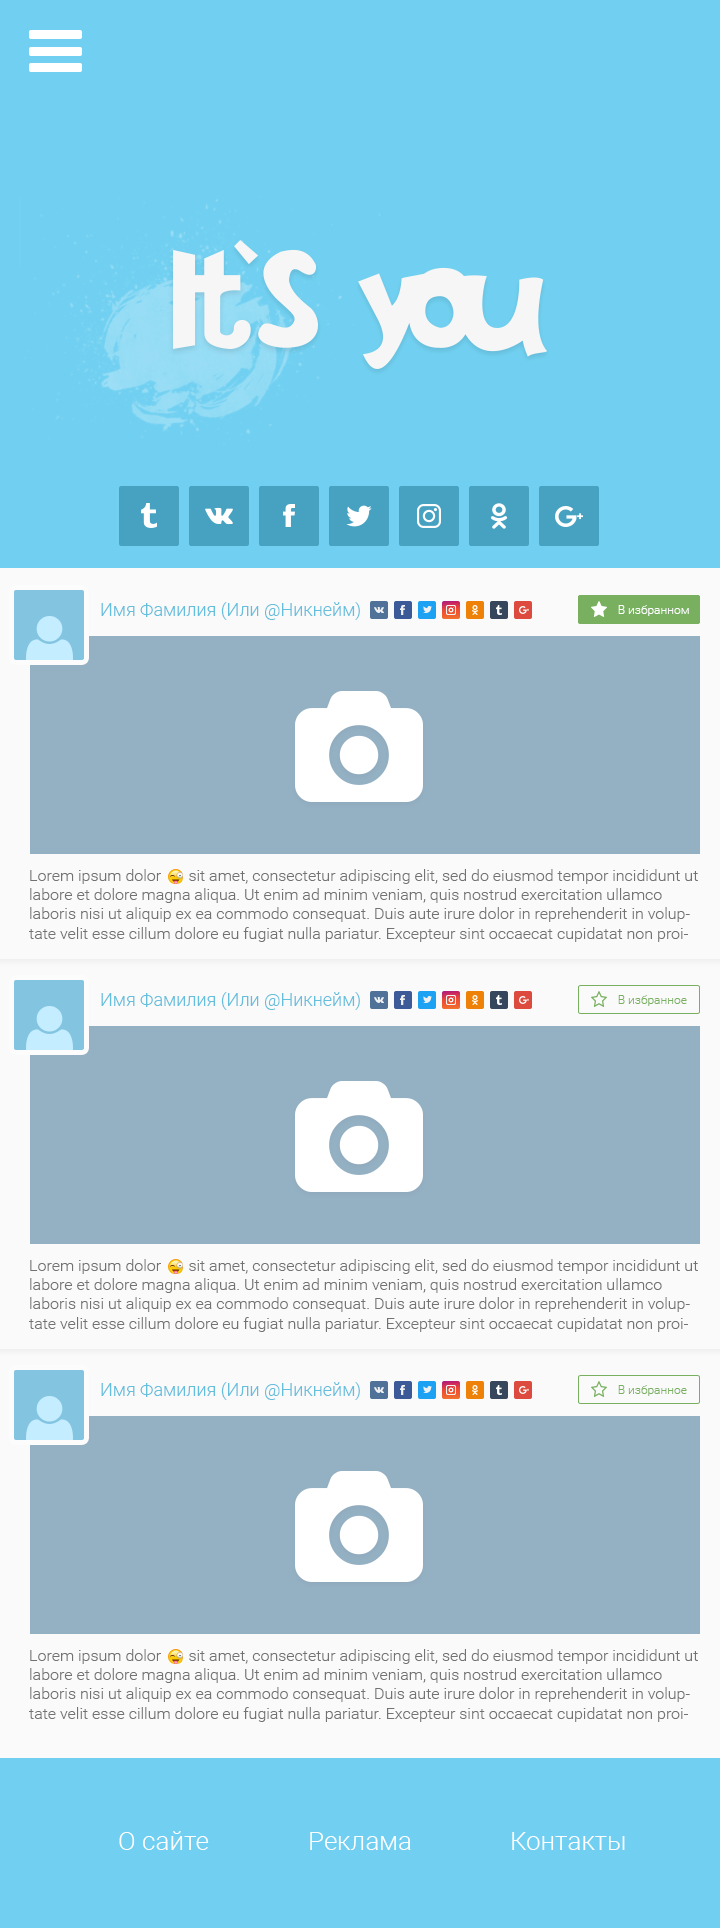 It`s you
Имя Фамилия (Или @Никнейм)
В избранном
Lorem ipsum dolor 😜 sit amet, consectetur adipiscing elit, sed do eiusmod tempor incididunt ut
labore et dolore magna aliqua. Ut enim ad minim veniam, quis nostrud exercitation ullamco
laboris nisi ut aliquip ex ea commodo consequat. Duis aute irure dolor in reprehenderit in volup-
tate velit esse cillum dolore eu fugiat nulla pariatur. Excepteur sint occaecat cupidatat non proi-
Имя Фамилия (Или @Никнейм)
В избранное
Lorem ipsum dolor 😜 sit amet, consectetur adipiscing elit, sed do eiusmod tempor incididunt ut
labore et dolore magna aliqua. Ut enim ad minim veniam, quis nostrud exercitation ullamco
laboris nisi ut aliquip ex ea commodo consequat. Duis aute irure dolor in reprehenderit in volup-
tate velit esse cillum dolore eu fugiat nulla pariatur. Excepteur sint occaecat cupidatat non proi-
Имя Фамилия (Или @Никнейм)
В избранное
Lorem ipsum dolor 😜 sit amet, consectetur adipiscing elit, sed do eiusmod tempor incididunt ut
labore et dolore magna aliqua. Ut enim ad minim veniam, quis nostrud exercitation ullamco
laboris nisi ut aliquip ex ea commodo consequat. Duis aute irure dolor in reprehenderit in volup-
tate velit esse cillum dolore eu fugiat nulla pariatur. Excepteur sint occaecat cupidatat non proi-
О сайте Реклама Контакты